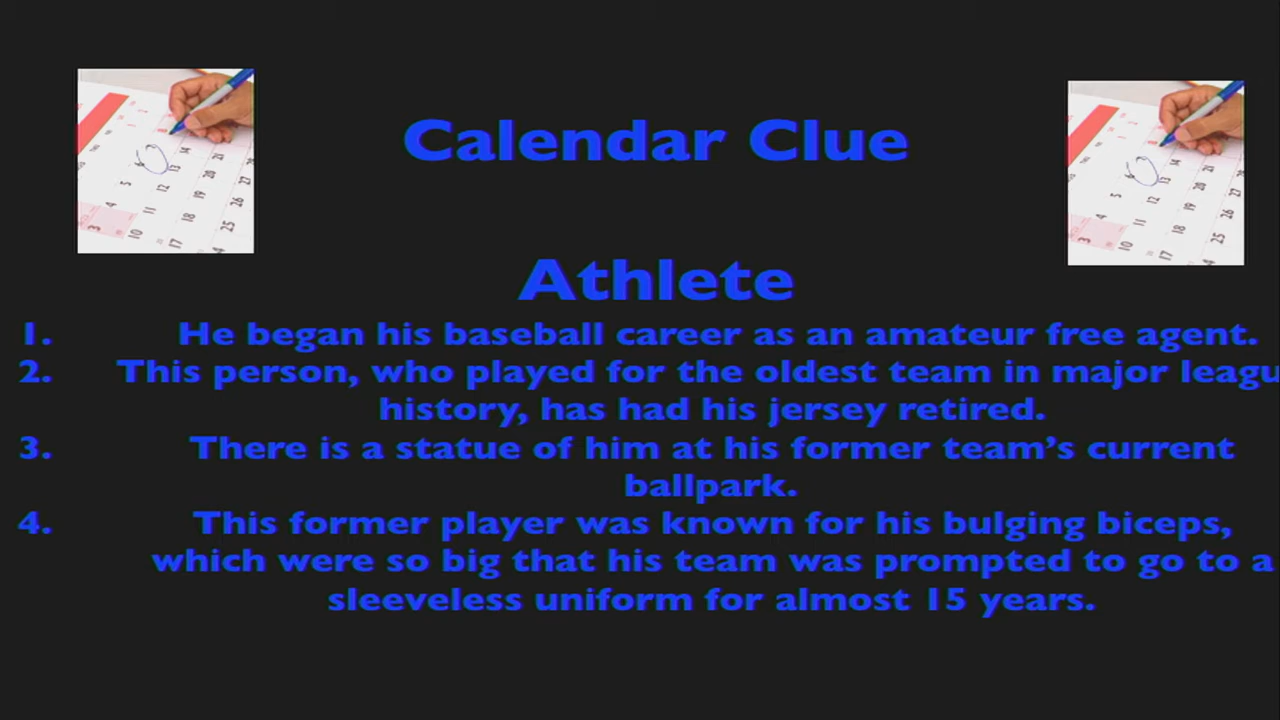 Calendar Clue
Athlete
1. He began his baseball career as an amateur free agent.
2. This person, who played for the oldest team in major leagu
history, has had his jersey retired.
3. There is a statue of him at his former team’s current
ballpark.
4. This former player was known for his bulging biceps,
which were so big that his team was prompted to go to a
sleeveless uniform for almost 15 years.